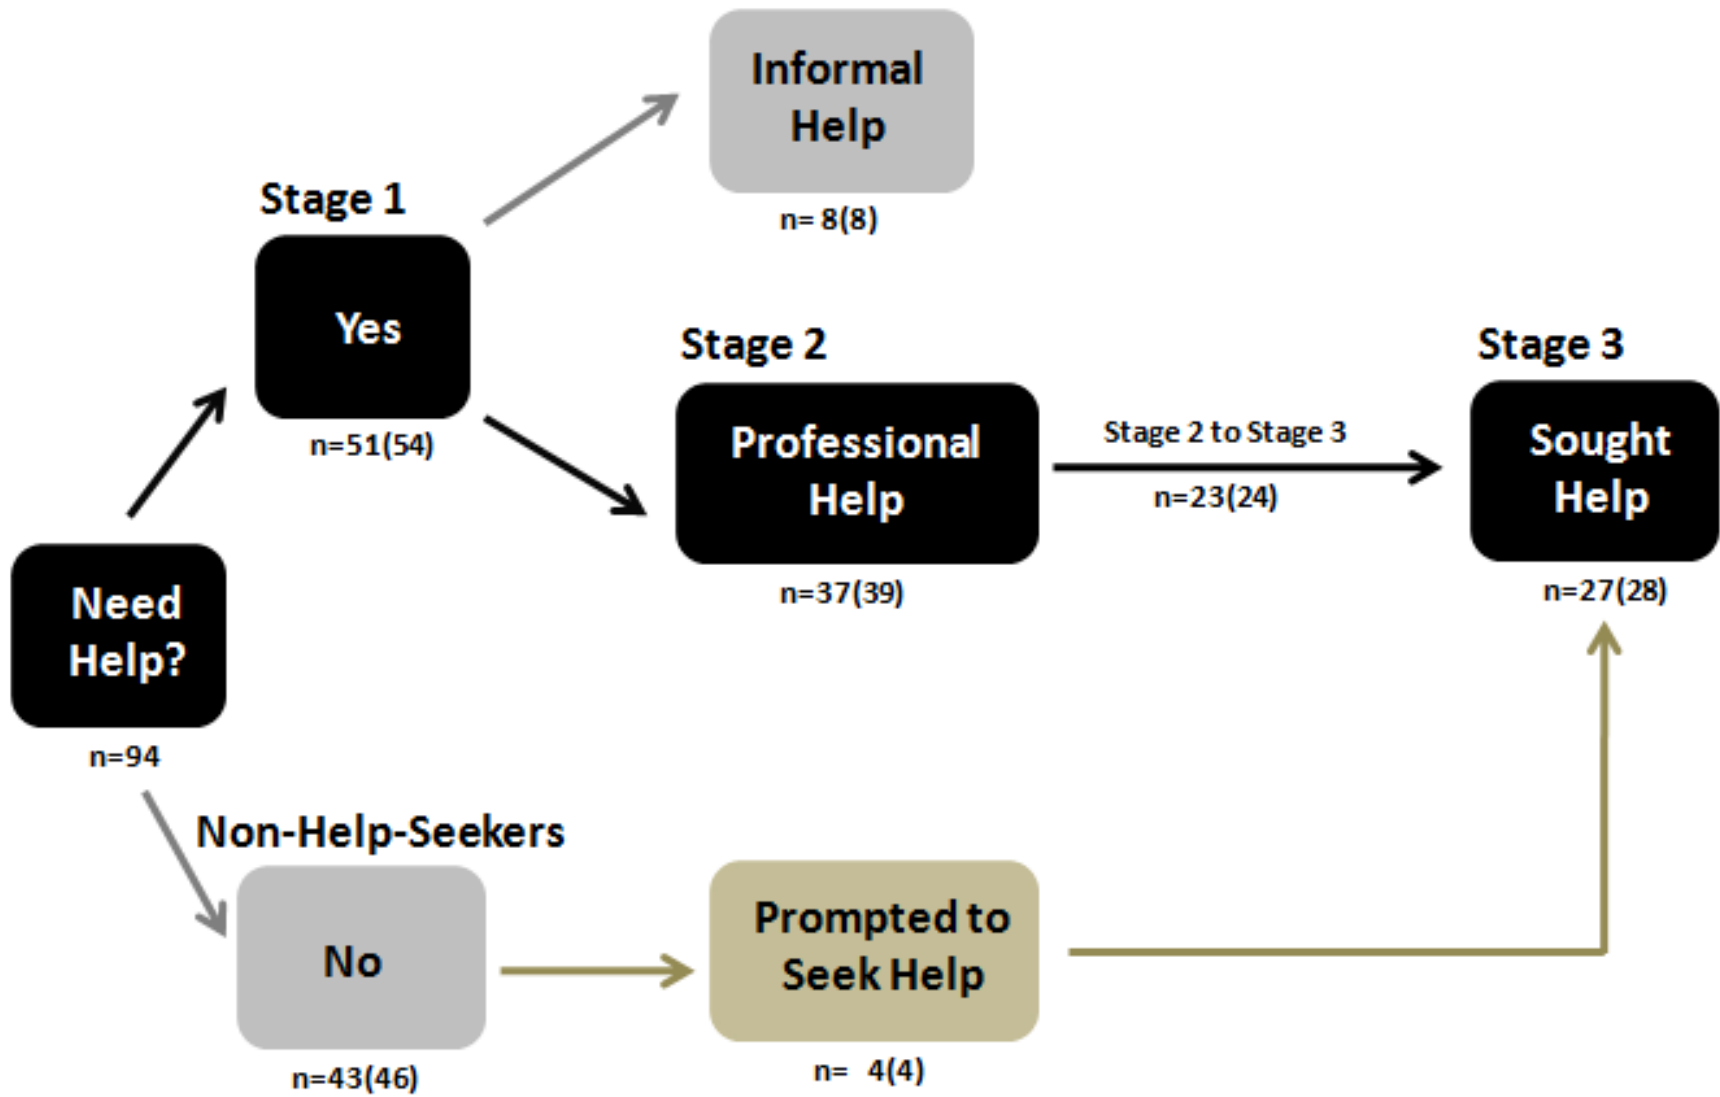 Informal
Help
n= 8(8)
Stage 1
Yes
n=51(54)
Stage 2
Professional
Help
n=37(39)
Stage 2 to Stage 3
n=23(24)
Stage 3
Sought
Help
n=27(28)
Need
Help?
n=94
Non-Help-Seekers
No
n=43(46)
Prompted to
Seek Help
n= 4(4)